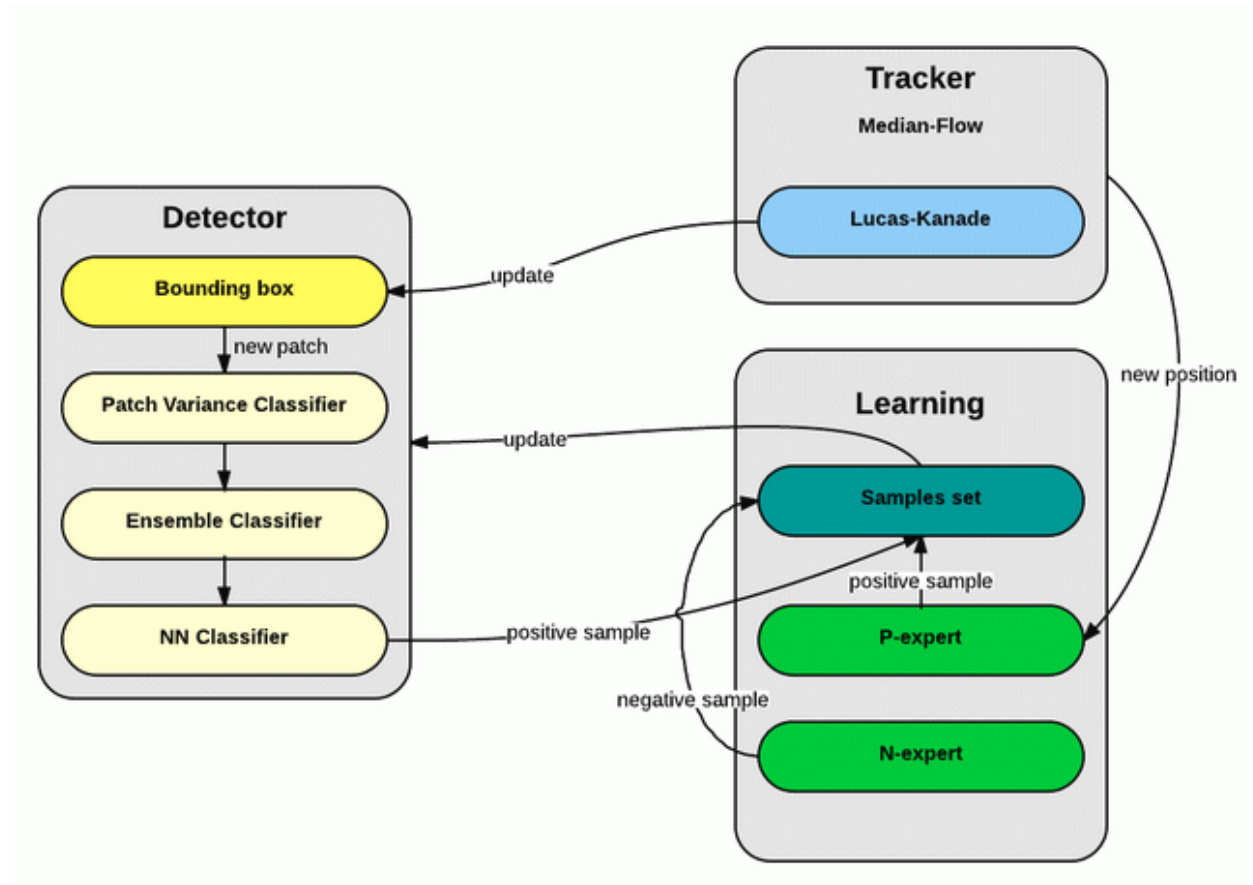 Tracker
Median-Flow
Lucas-Kanade
Detector
Bounding box
update
new patch
Patch Variance Classifier
new position
Learning
update
Samples set
Ensemble Classifier
positive sample
NN Classifier
positive sample
P-expert
negative sample
N-expert